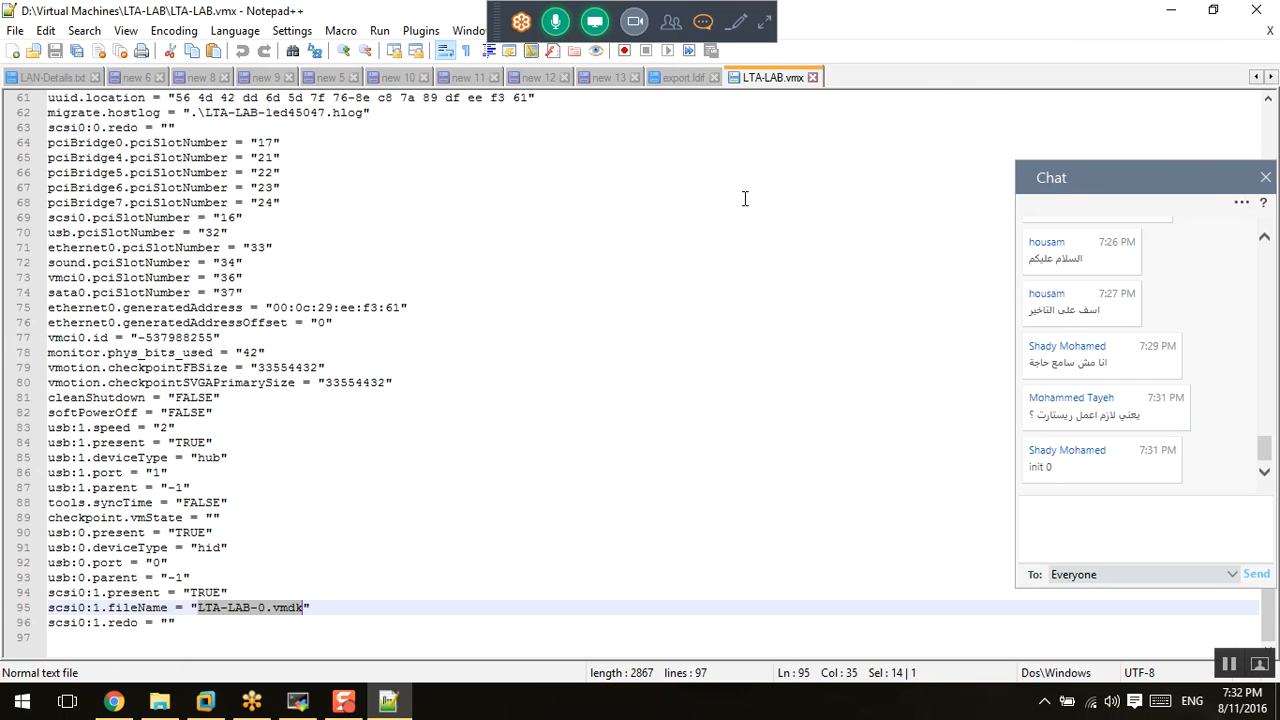 D:\Virtual Machines\LTA-LAB\LTA-LAB.vmx - Notepad++
File Edit Search View Encoding Language Settings Macro Run Plugins
LAN-Details.txt new 6 new 8 new 9 new 5 new 10 new 11 new 12 new 13 export.ldif LTA-LAB.vmx
61 uuid.location = "56 4d 42 dd 6d 5d 7f 76-8e c8 7a 89 df ee f3 61"
62 migrate.hostlog = ".\LTA-LAB-1ed45047.hlog"
63 scsi0:0.redo = ""
64 pciBridge0.pciSlotNumber = "17"
65 pciBridge4.pciSlotNumber = "21"
66 pciBridge5.pciSlotNumber = "22"
67 pciBridge6.pciSlotNumber = "23"
68 pciBridge7.pciSlotNumber = "24"
69 scsi0.pciSlotNumber = "16"
70 usb.pciSlotNumber = "32"
71 ethernet0.pciSlotNumber = "33"
72 sound.pciSlotNumber = "34"
73 vmci0.pciSlotNumber = "36"
74 sata0.pciSlotNumber = "37"
75 ethernet0.generatedAddress = "00:0c:29:ee:f3:61"
76 ethernet0.generatedAddressOffset = "0"
77 vmci0.id = "-537988255"
78 monitor.phys_bits_used = "42"
79 vmotion.checkpointFBSize = "33554432"
80 vmotion.checkpointSVGAPrimarySize = "33554432"
81 cleanShutdown = "FALSE"
82 softPowerOff = "FALSE"
83 usb:1.speed = "2"
84 usb:1.present = "TRUE"
85 usb:1.deviceType = "hub"
86 usb:1.port = "1"
87 usb:1.parent = "-1"
88 tools.syncTime = "FALSE"
89 checkpoint.vmState = ""
90 usb:0.present = "TRUE"
91 usb:0.deviceType = "hid"
92 usb:0.port = "0"
93 usb:0.parent = "-1"
94 scsi0:1.present = "TRUE"
95 scsi0:1.fileName = "LTA-LAB-0.vmdk"
96 scsi0:1.redo = ""
97
Chat
housam 7:26 PM
السلام عليكم
housam 7:27 PM
اسف على التاخير
Shady Mohamed 7:29 PM
انا مش سامع حاجة
Mohammed Tayeh 7:31 PM
يعني لازم اعمل ريستارت ؟
Shady Mohamed 7:31 PM
init 0
To: Everyone Send
Normal text file length : 2867 lines : 97 Ln : 95 Col : 35 Sel : 14 | 1 Dos\Windows UTF-8
ENG
7:32 PM
8/11/2016